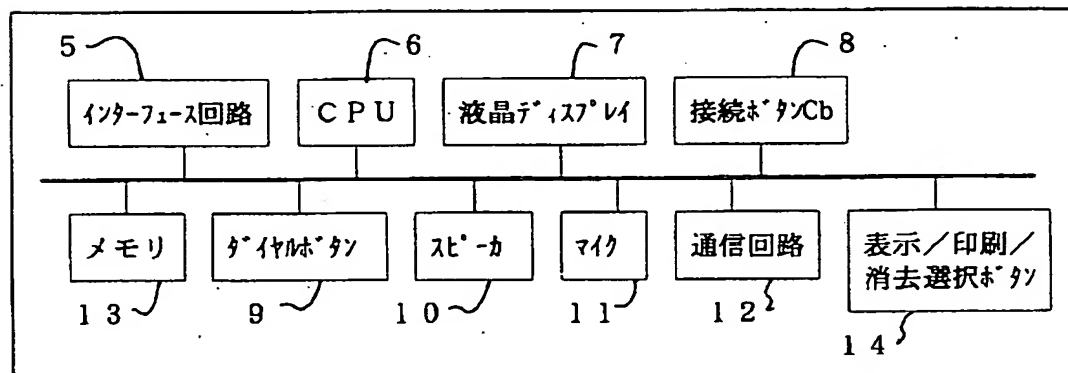 5 6 7 8
インターフェース回路 CPU 液晶ディスプレイ 接続ボタンCb
メモリ ダイヤルボタン スピーカ マイク 通信回路 表示/印刷/
消去選択ボタン
13 9 10 11 12
14